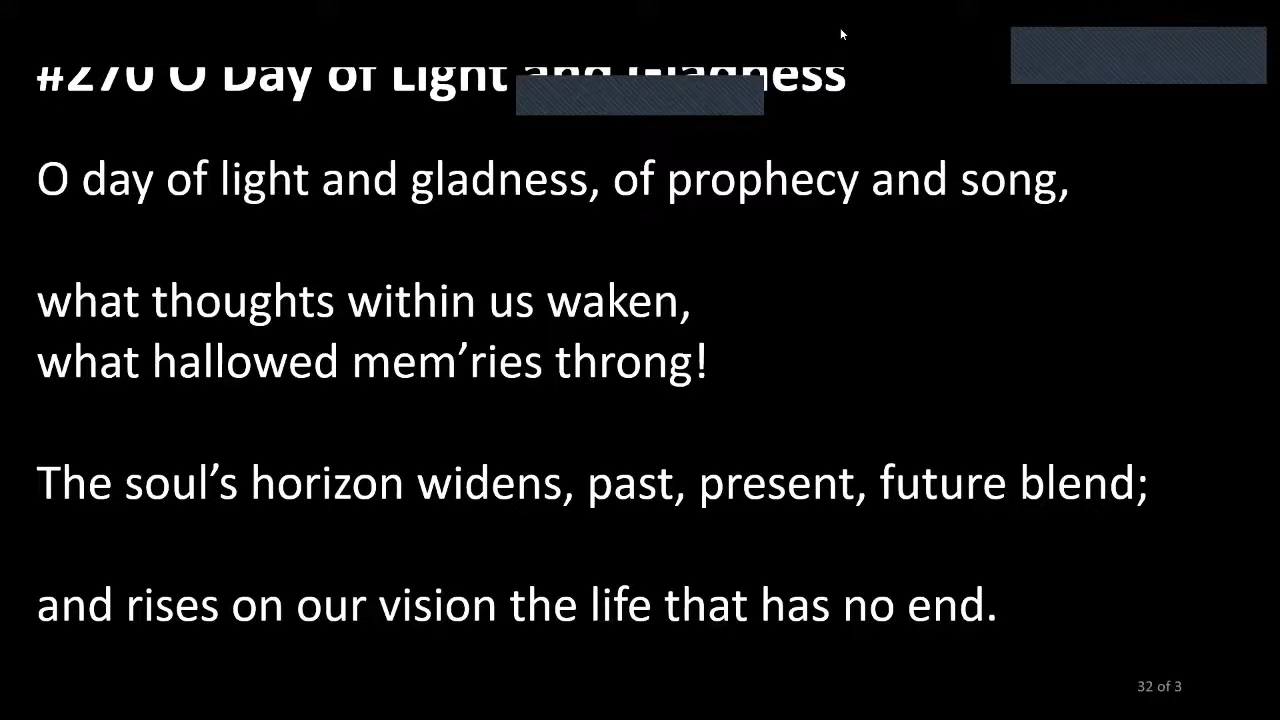 #270 O Day of Light and Gladness
O day of light and gladness, of prophecy and song,
what thoughts within us waken,
what hallowed mem’ries throng!
The soul’s horizon widens, past, present, future blend;
and rises on our vision the life that has no end.
32 of 3